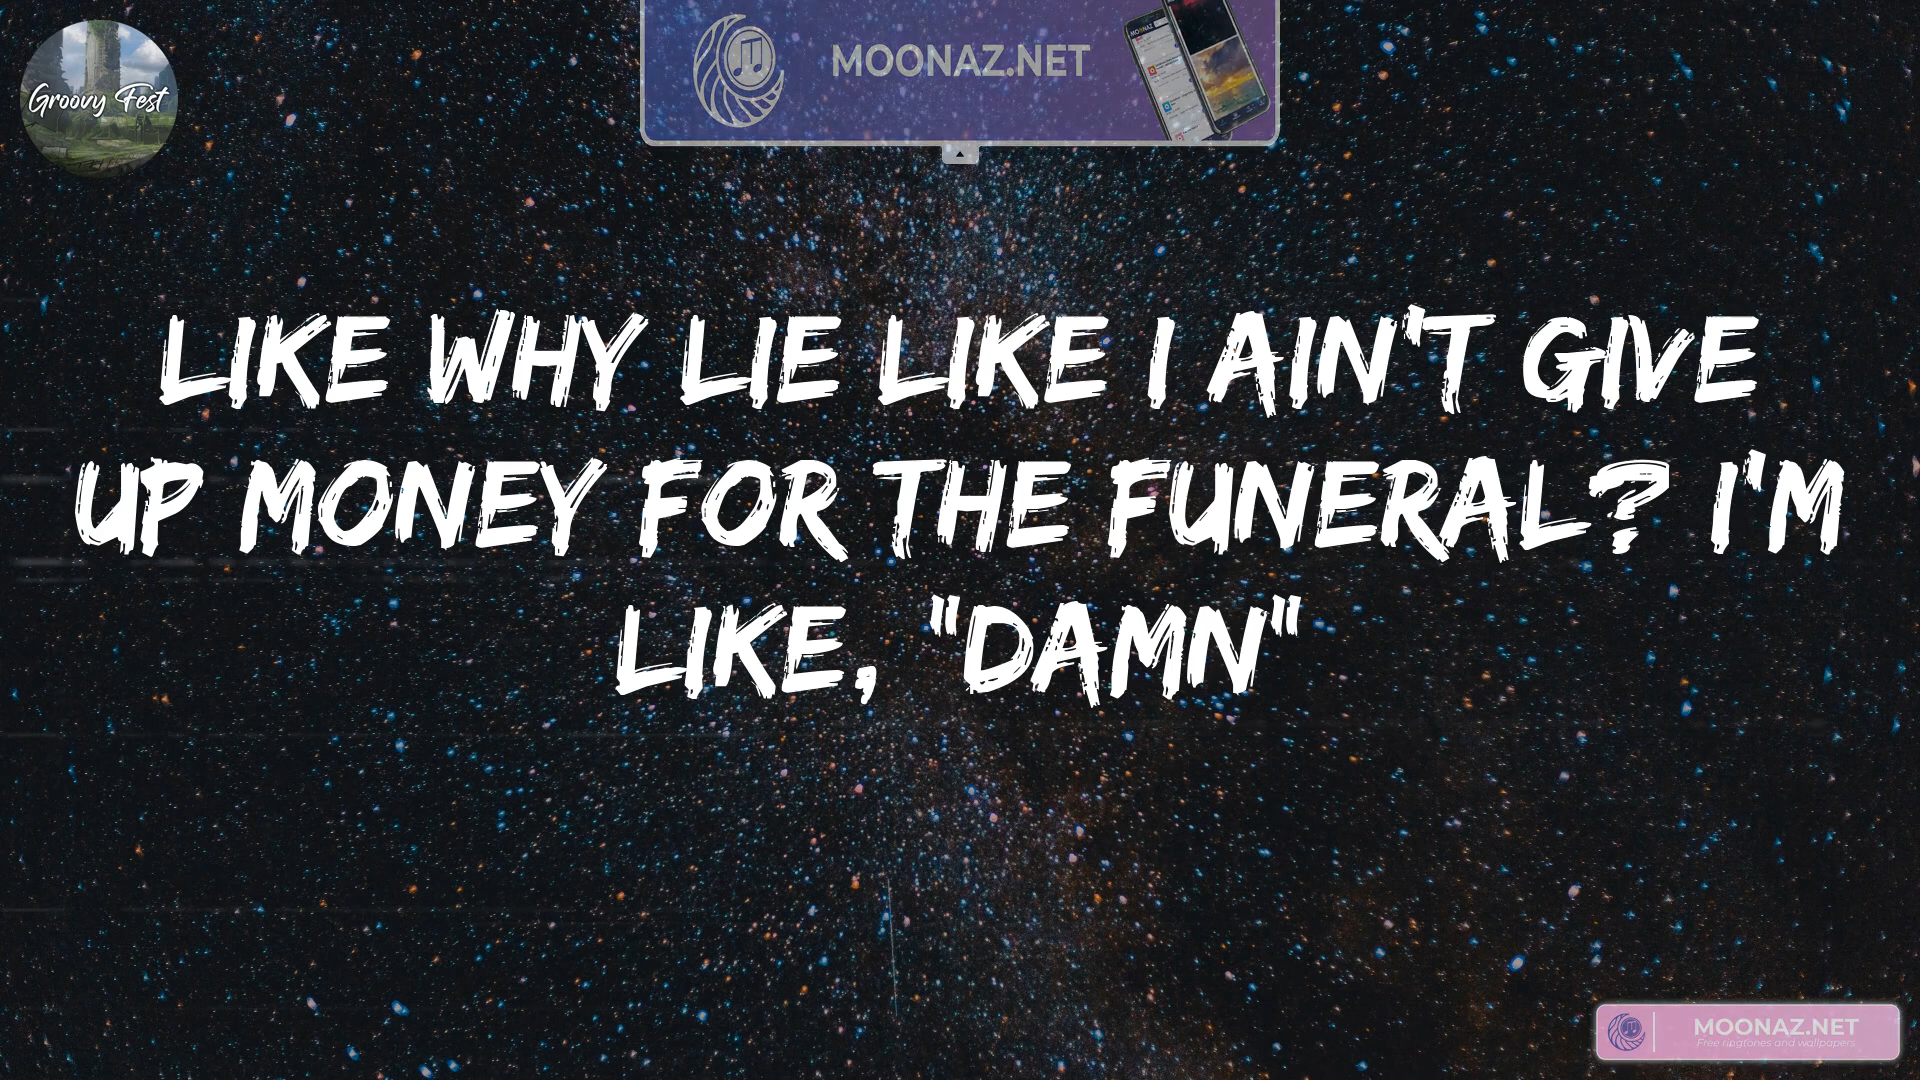 Groovy Fest
MOONAZ.NET
LIKE WHY LIE LIKE I AIN'T GIVE
UP MONEY FOR THE FUNERAL? I'M
LIKE, "DAMN"
MOONAZ.NET
Free ringtones and wallpapers